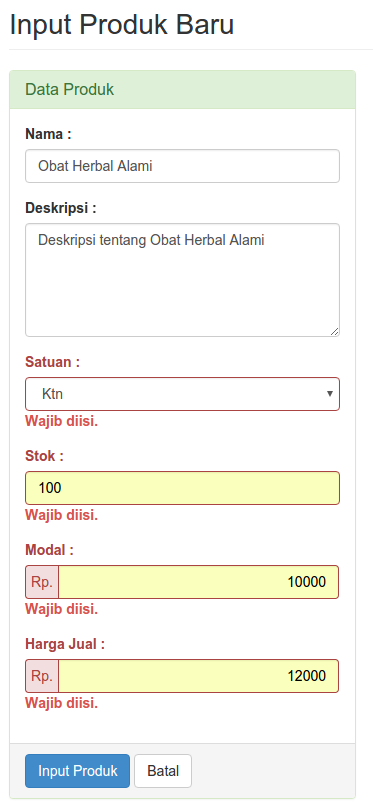 Input Produk Baru
Data Produk
Nama :
Obat Herbal Alami
Deskripsi :
Deskripsi tentang Obat Herbal Alami
Satuan :
Ktn
Wajib diisi.
Stok :
100
Wajib diisi.
Modal :
Rp. 10000
Wajib diisi.
Harga Jual :
Rp. 12000
Wajib diisi.
Input Produk Batal